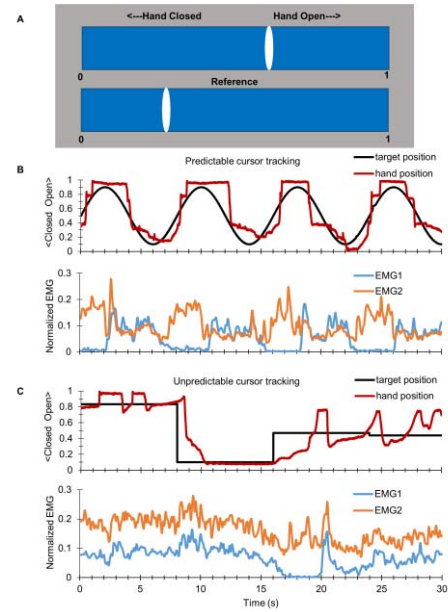 A
<---Hand Closed Hand Open--->
0 1
Reference
0 1
B
Predictable cursor tracking
target position
hand position
<Closed Open>
1
0.8
0.6
0.4
0.2
0
EMG1
EMG2
Normalized EMG
0.3
0.2
0.1
0
C
Unpredictable cursor tracking
target position
hand position
<Closed Open>
1
0.8
0.6
0.4
0.2
0
EMG1
EMG2
Normalized EMG
0.3
0.2
0.1
0
0 5 10 15 20 25 30
Time (s)